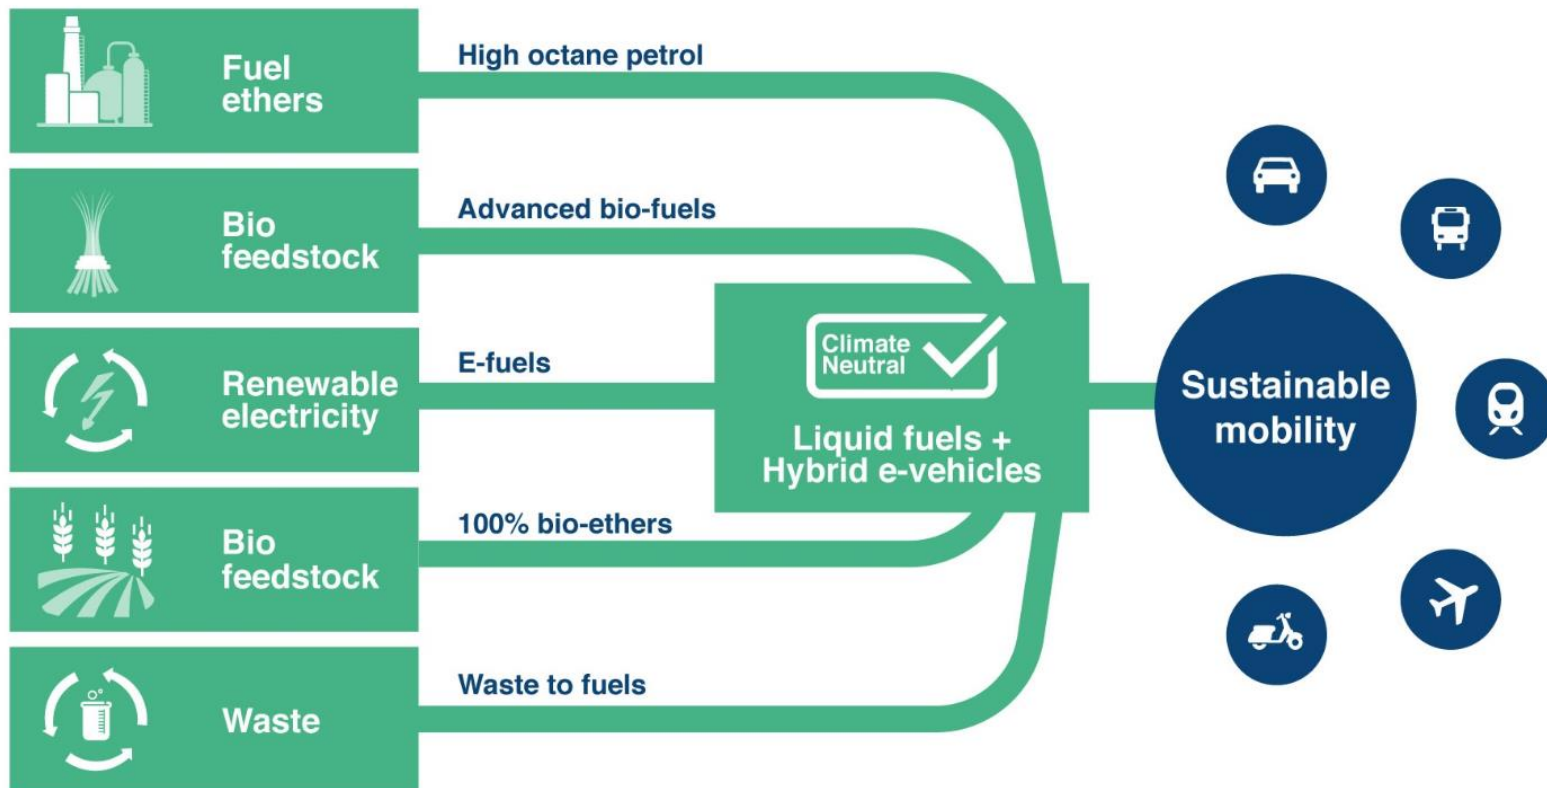 Fuel
ethers
High octane petrol
Bio
feedstock
Advanced bio-fuels
Renewable
electricity
E-fuels
Bio
feedstock
100% bio-ethers
Waste
Waste to fuels
Climate
Neutral
Liquid fuels +
Hybrid e-vehicles
Sustainable
mobility